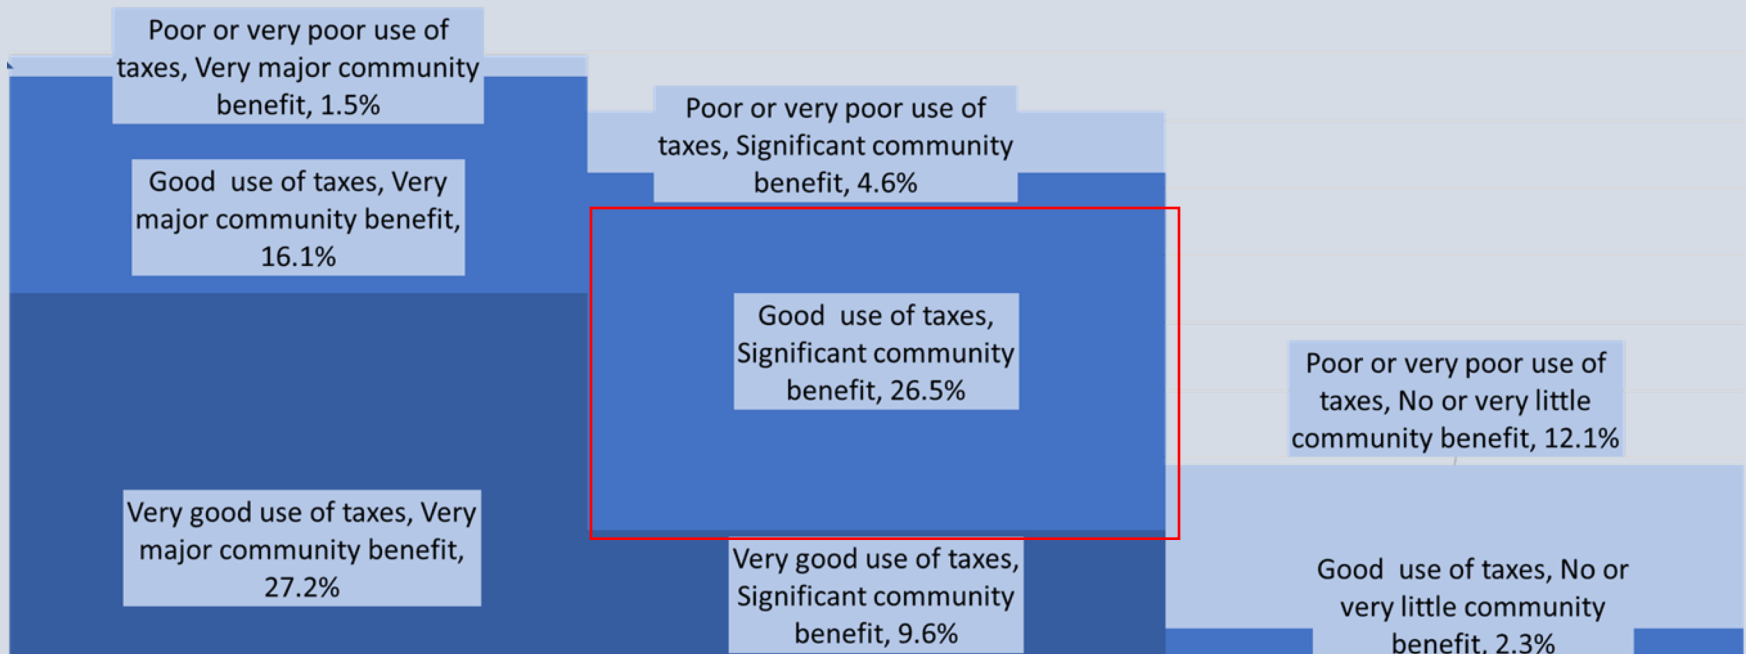 Poor or very poor use of
taxes, Very major community
benefit, 1.5%
Good  use of taxes, Very
major community benefit,
16.1%
Very good use of taxes, Very
major community benefit,
27.2%
Poor or very poor use of
taxes, Significant community
benefit, 4.6%
Good  use of taxes,
Significant community
benefit, 26.5%
Very good use of taxes,
Significant community
benefit, 9.6%
Poor or very poor use of
taxes, No or very little
community benefit, 12.1%
Good  use of taxes, No or
very little community
benefit, 2.3%